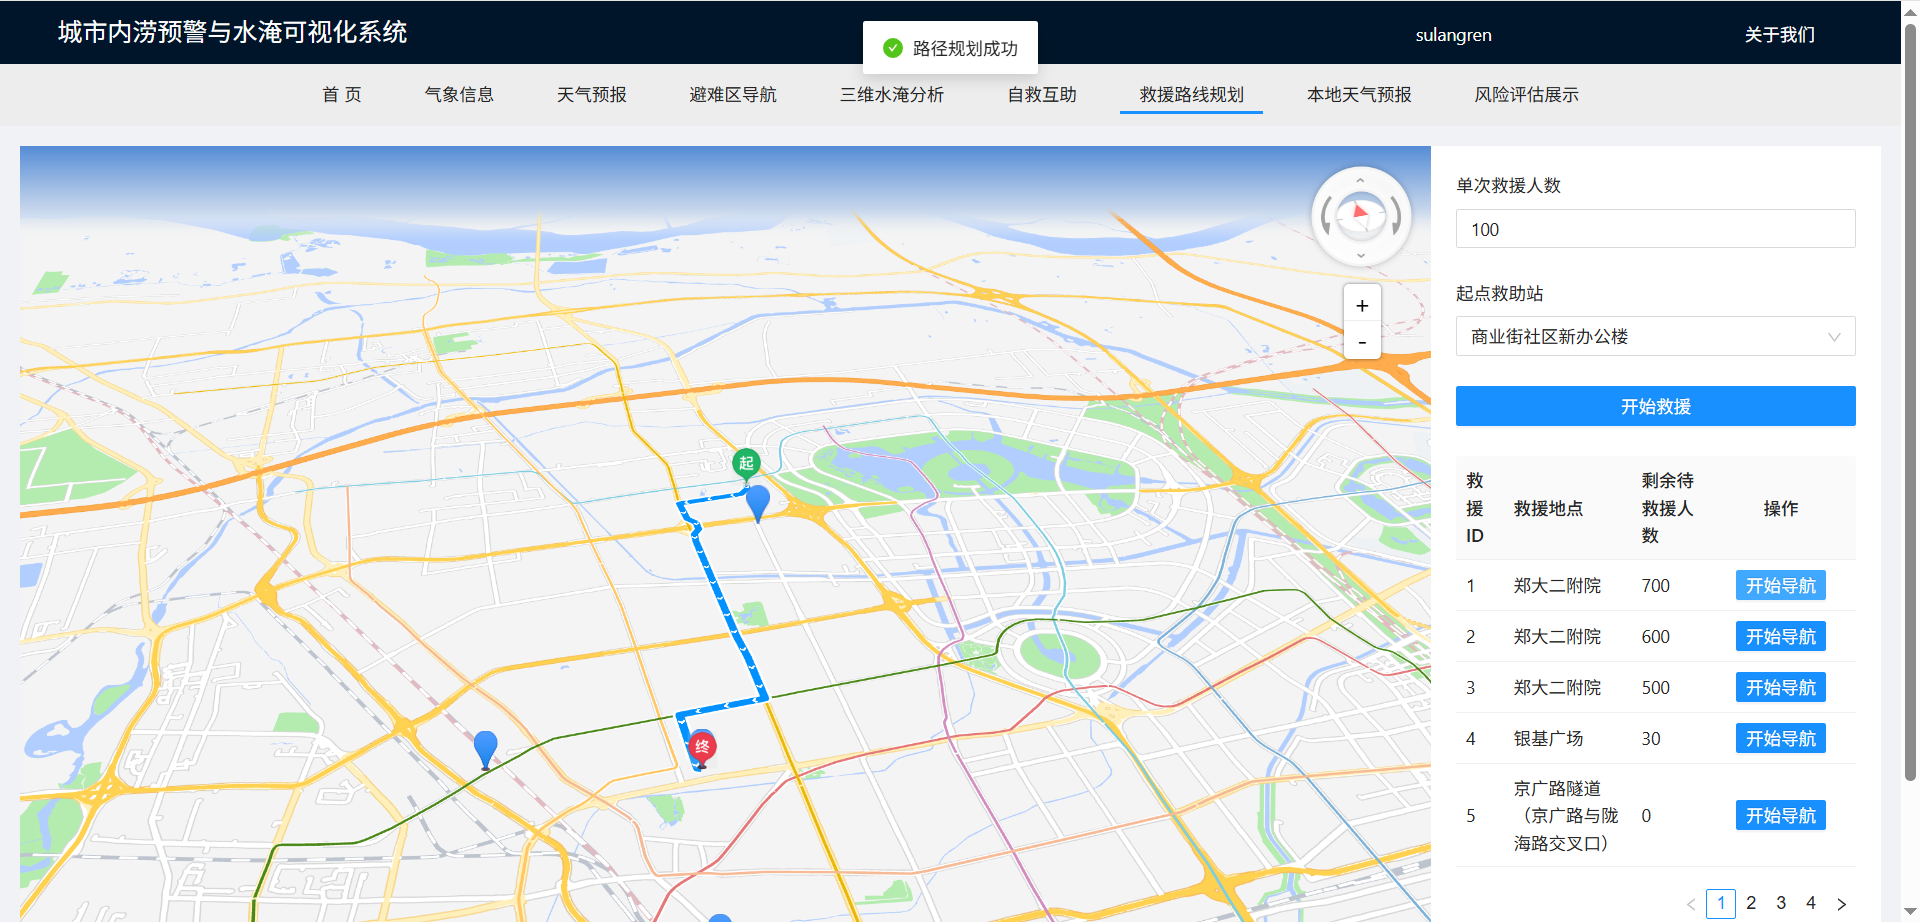 城市内涝预警与水淹可视化系统
路径规划成功
sulangren
关于我们
首 页
气象信息
天气预报
避难区导航
三维水淹分析
自救互助
救援路线规划
本地天气预报
风险评估展示
+
-
起
终
单次救援人数
100
起点救助站
商业街社区新办公楼
开始救援
救
援
ID
救援地点
剩余待
救援人
数
操作
1 郑大二附院 700 开始导航
2 郑大二附院 600 开始导航
3 郑大二附院 500 开始导航
4 银基广场 30 开始导航
5 京广路隧道
（京广路与陇
海路交叉口） 0 开始导航
< 1 2 3 4 >